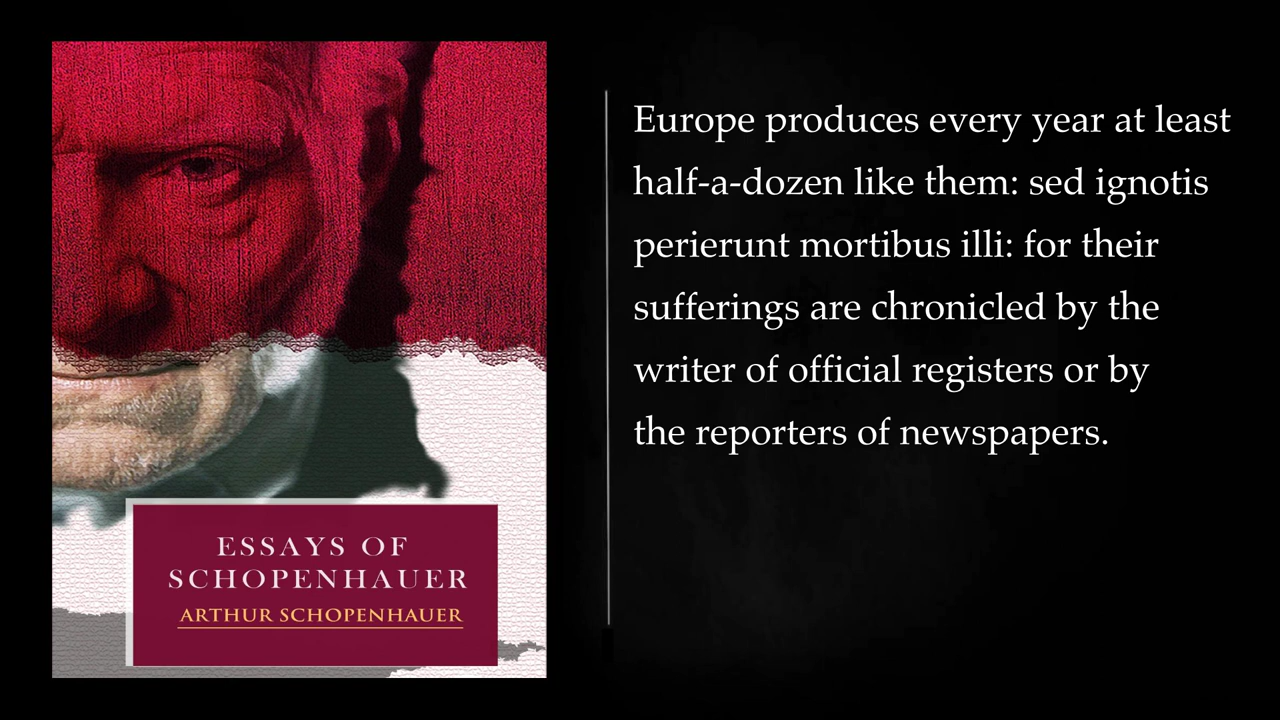 ESSAYS OF
SCHOPENHAUER
ARTHUR SCHOPENHAUER
Europe produces every year at least
half-a-dozen like them: sed ignotis
perierunt mortibus illi: for their
sufferings are chronicled by the
writer of official registers or by
the reporters of newspapers.